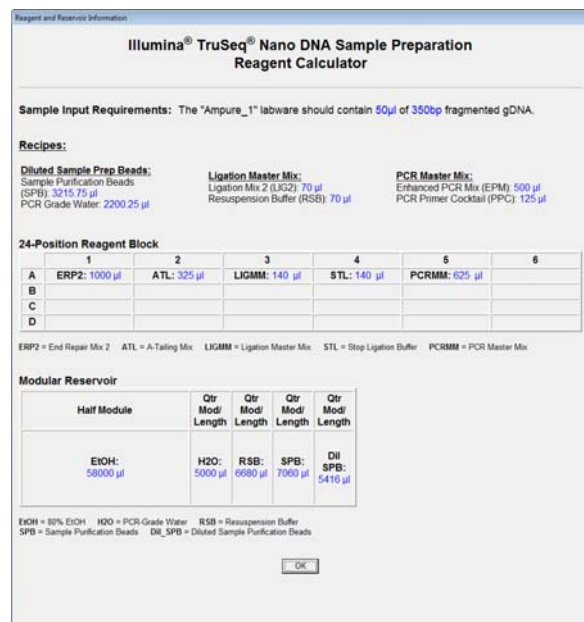 Reagent and Reservoir Information
Illumina® TruSeq® Nano DNA Sample Preparation
Reagent Calculator
Sample Input Requirements: The "Ampure_1" labware should contain 50µl of 350bp fragmented gDNA.
Recipes:
Diluted Sample Prep Beads:
Sample Purification Beads
(SPB): 3215.75 µl
PCR Grade Water: 2200.25 µl
Ligation Master Mix:
Ligation Mix 2 (LIG2): 70 µl
Resuspension Buffer (RSB): 70 µl
PCR Master Mix:
Enhanced PCR Mix (EPM): 500 µl
PCR Primer Cocktail (PPC): 125 µl
24-Position Reagent Block
1 2 3 4 5 6
A ERP2: 1000 µl ATL: 325 µl LIGMM: 140 µl STL: 140 µl PCRMM: 625 µl
B
C
D
ERP2 = End Repair Mix 2 ATL = A-Tailing Mix LIGMM = Ligation Master Mix STL = Stop Ligation Buffer PCRMM = PCR Master Mix
Modular Reservoir
Half Module Qtr Mod/ Length Qtr Mod/ Length Qtr Mod/ Length Qtr Mod/ Length
EtOH: 58000 µl H2O: 5000 µl RSB: 6680 µl SPB: 7060 µl Dil SPB: 5416 µl
EtOH = 80% EtOH H2O = PCR-Grade Water RSB = Resuspension Buffer
SPB = Sample Purification Beads Dil_SPB = Diluted Sample Purification Beads
OK